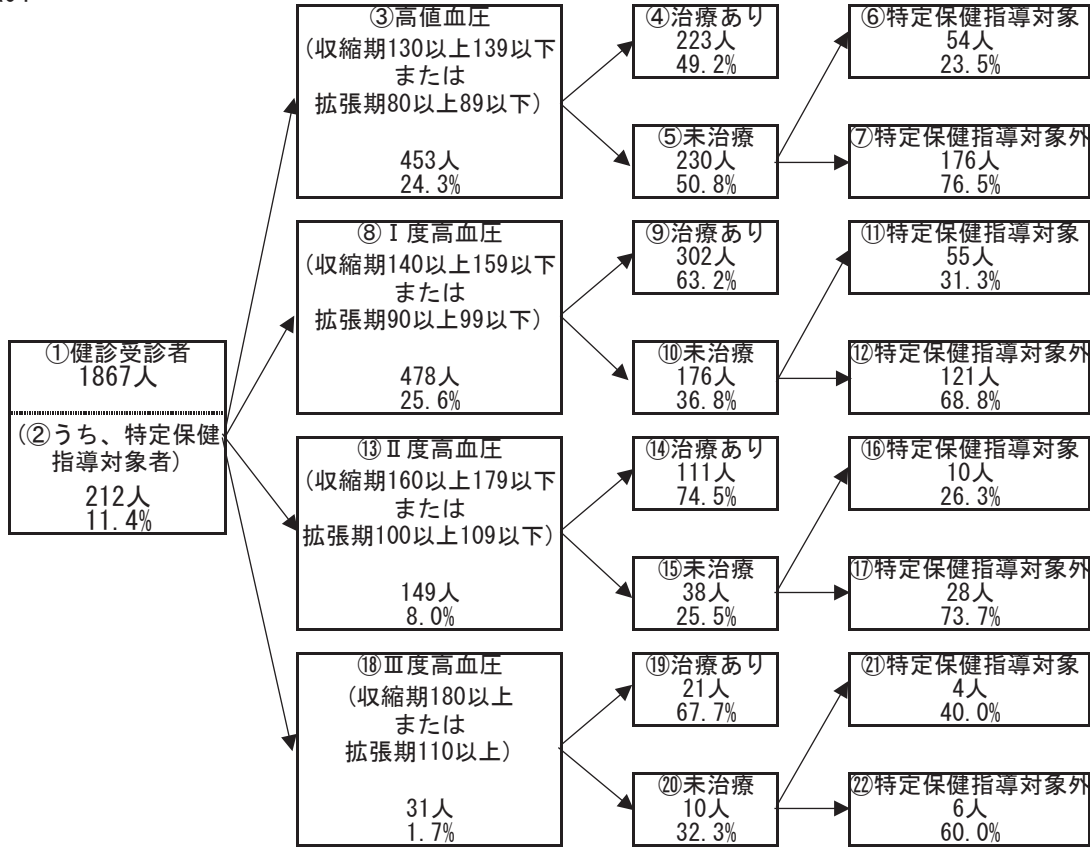 ①健診受診者
1867人
(②うち、特定保健
指導対象者)
212人
11.4%
③高値血圧
(収縮期130以上139以下
または
拡張期80以上89以下)
453人
24.3%
④治療あり
223人
49.2%
⑤未治療
230人
50.8%
⑥特定保健指導対象
54人
23.5%
⑦特定保健指導対象外
176人
76.5%
⑧Ⅰ度高血圧
(収縮期140以上159以下
または
拡張期90以上99以下)
478人
25.6%
⑨治療あり
302人
63.2%
⑩未治療
176人
36.8%
⑪特定保健指導対象
55人
31.3%
⑫特定保健指導対象外
121人
68.8%
⑬Ⅱ度高血圧
(収縮期160以上179以下
または
拡張期100以上109以下)
149人
8.0%
⑭治療あり
111人
74.5%
⑮未治療
38人
25.5%
⑯特定保健指導対象
10人
26.3%
⑰特定保健指導対象外
28人
73.7%
⑱Ⅲ度高血圧
(収縮期180以上
または
拡張期110以上)
31人
1.7%
⑲治療あり
21人
67.7%
⑳未治療
10人
32.3%
㉑特定保健指導対象
4人
40.0%
㉒特定保健指導対象外
6人
60.0%